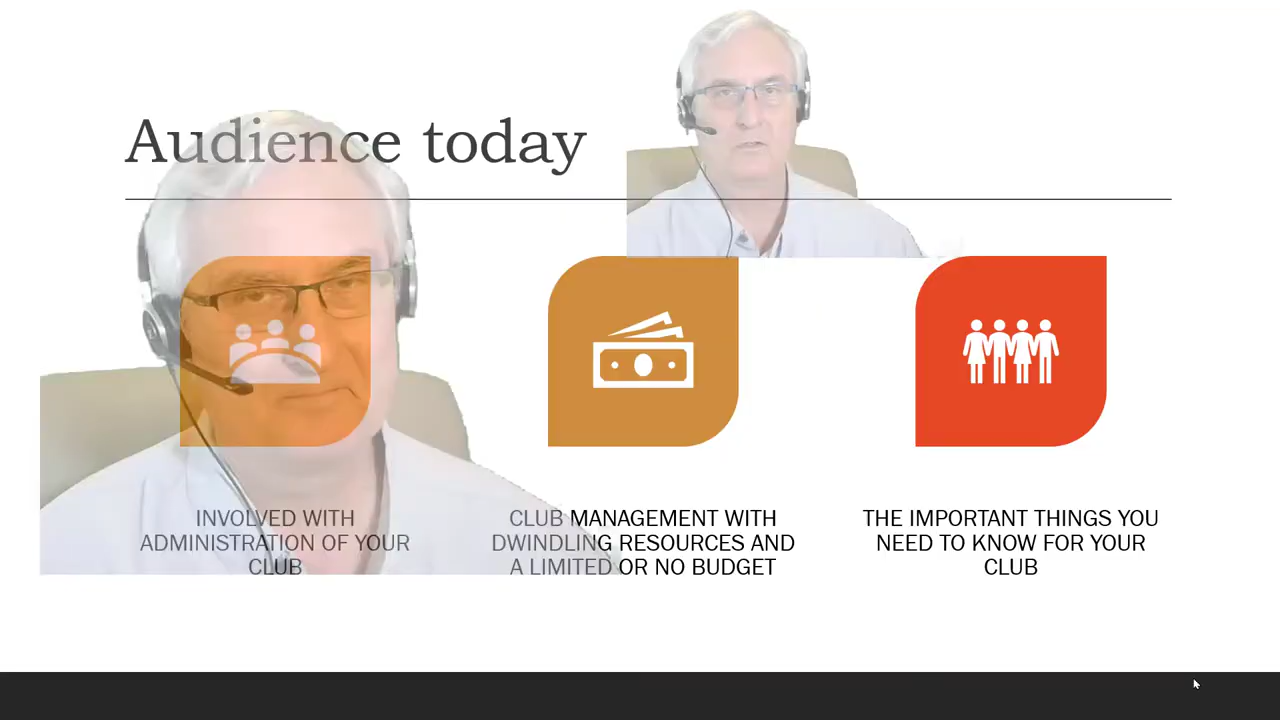 Audience today
INVOLVED WITH
ADMINISTRATION OF YOUR
CLUB
CLUB MANAGEMENT WITH
DWINDLING RESOURCES AND
A LIMITED OR NO BUDGET
THE IMPORTANT THINGS YOU
NEED TO KNOW FOR YOUR
CLUB